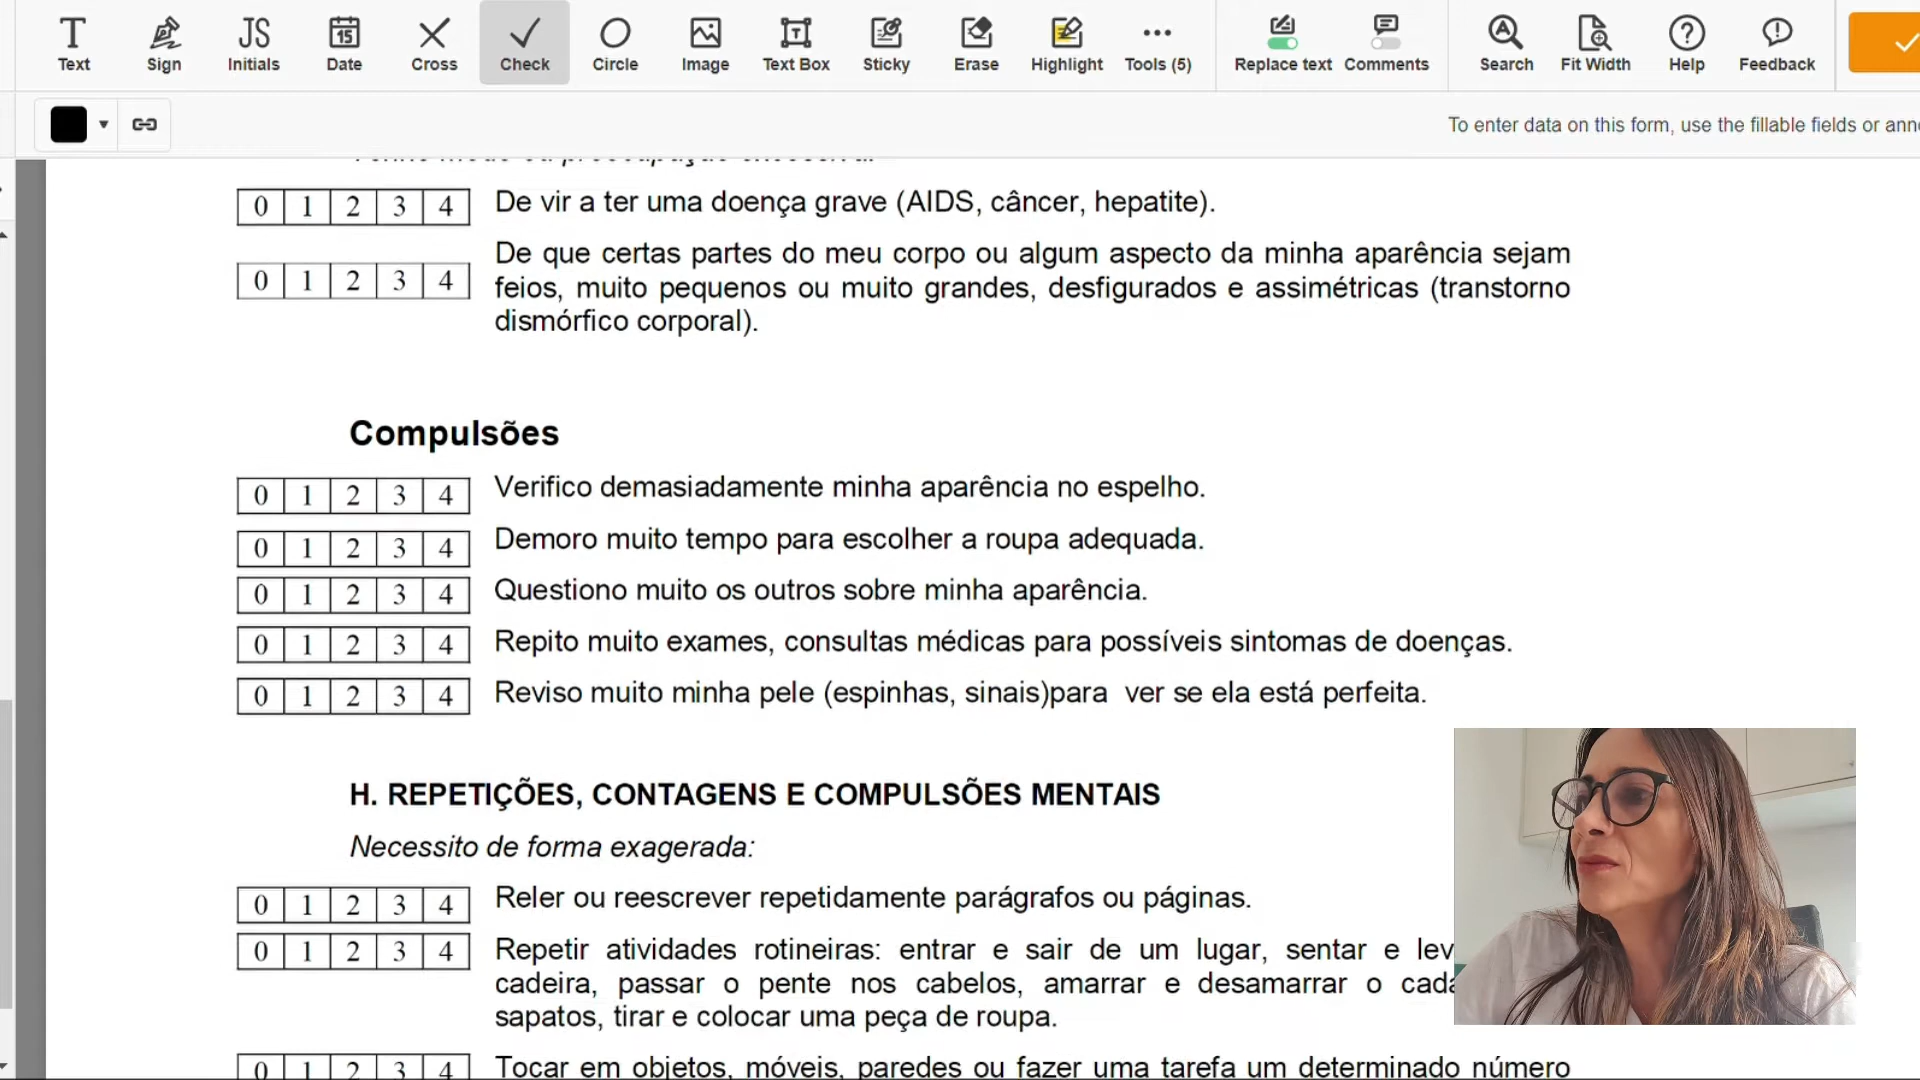 Text
Sign
JS
Initials
15
Date
Cross
Check
Circle
Image
T
Text Box
Sticky
Erase
Highlight
Tools (5)
Replace text
Comments
A
Search
Fit Width
?
Help
Feedback
To enter data on this form, use the fillable fields or ann
0 1 2 3 4 De vir a ter uma doença grave (AIDS, câncer, hepatite).
De que certas partes do meu corpo ou algum aspecto da minha aparência sejam
0 1 2 3 4 feios, muito pequenos ou muito grandes, desfigurados e assimétricas (transtorno
dismórfico corporal).
Compulsões
0 1 2 3 4 Verifico demasiadamente minha aparência no espelho.
0 1 2 3 4 Demoro muito tempo para escolher a roupa adequada.
0 1 2 3 4 Questiono muito os outros sobre minha aparência.
0 1 2 3 4 Repito muito exames, consultas médicas para possíveis sintomas de doenças.
0 1 2 3 4 Reviso muito minha pele (espinhas, sinais)para ver se ela está perfeita.
H. REPETIÇÕES, CONTAGENS E COMPULSÕES MENTAIS
Necessito de forma exagerada:
0 1 2 3 4 Reler ou reescrever repetidamente parágrafos ou páginas.
0 1 2 3 4 Repetir atividades rotineiras: entrar e sair de um lugar, sentar e lev
cadeira, passar o pente nos cabelos, amarrar e desamarrar o cada
sapatos, tirar e colocar uma peça de roupa.
0 1 2 3 4 Tocar em objetos, móveis, paredes ou fazer uma tarefa um determinado número